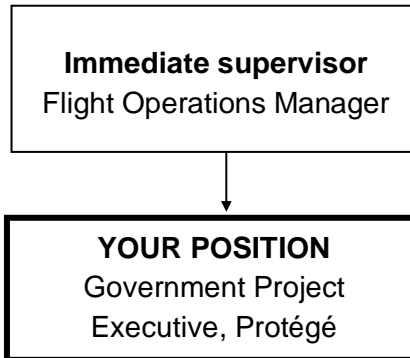 Immediate supervisor
Flight Operations Manager
YOUR POSITION
Government Project
Executive, Protégé